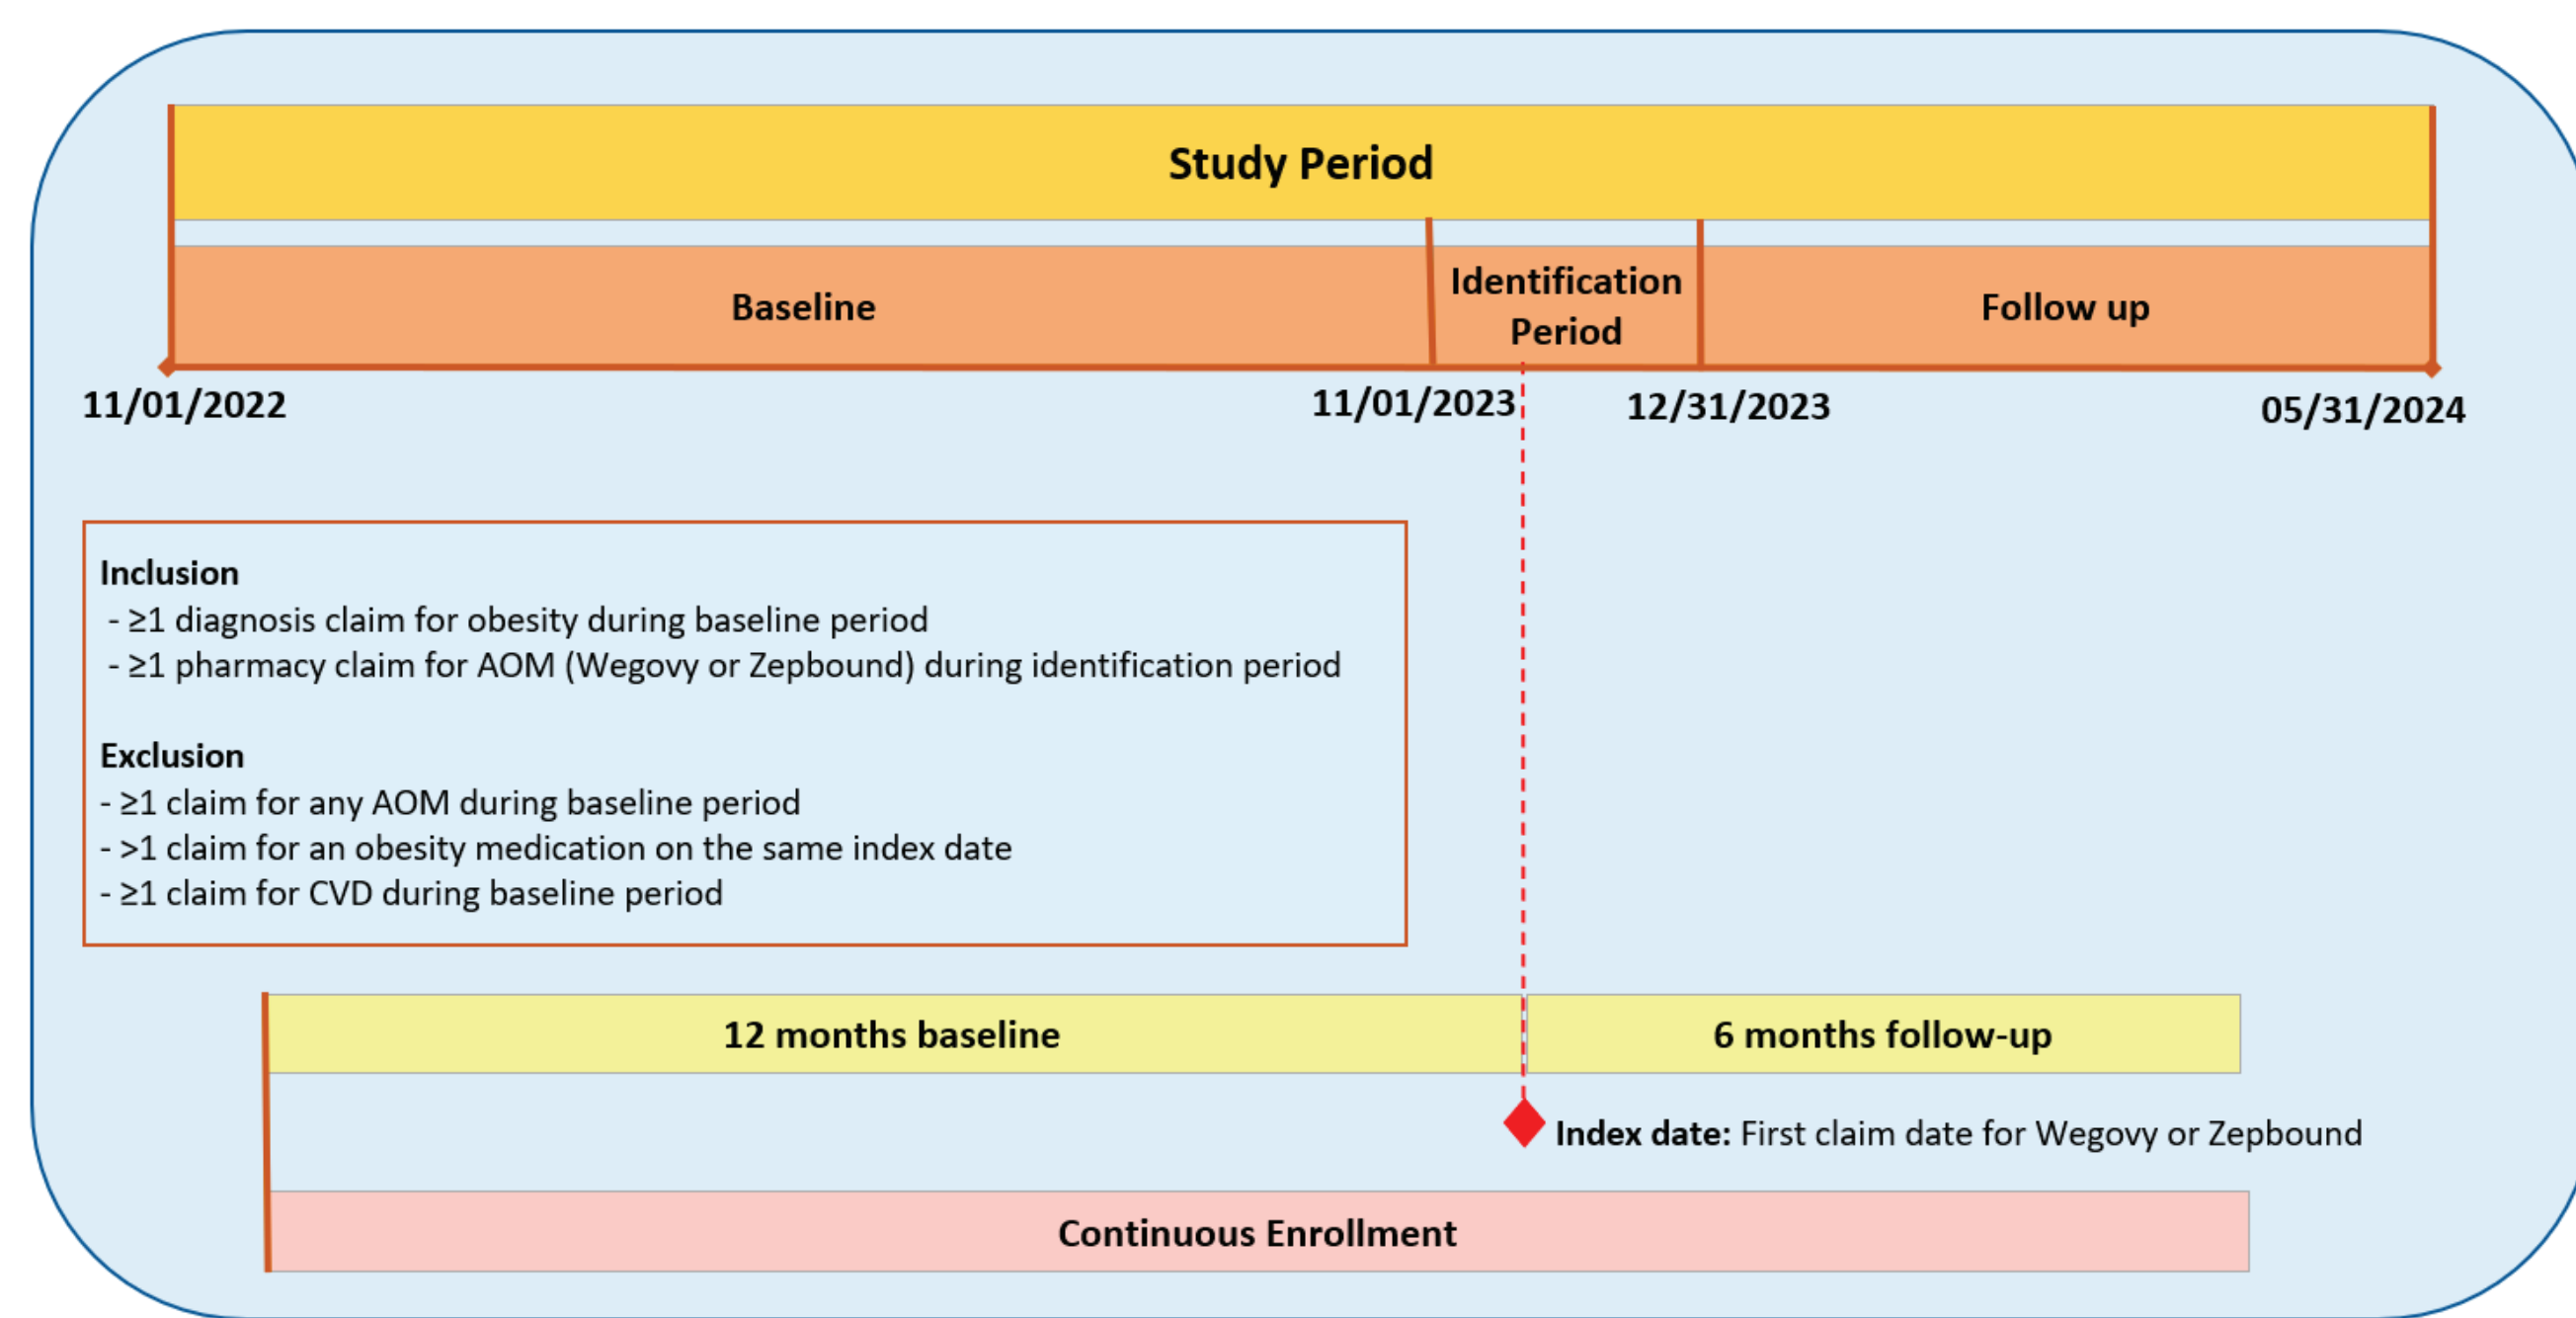 Study Period
Baseline
Identification
Period
Follow up
11/01/2022
11/01/2023
12/31/2023
05/31/2024
Inclusion
- ≥1 diagnosis claim for obesity during baseline period
- ≥1 pharmacy claim for AOM (Wegovy or Zepbound) during identification period
Exclusion
- ≥1 claim for any AOM during baseline period
- >1 claim for an obesity medication on the same index date
- ≥1 claim for CVD during baseline period
12 months baseline
6 months follow-up
Index date: First claim date for Wegovy or Zepbound
Continuous Enrollment